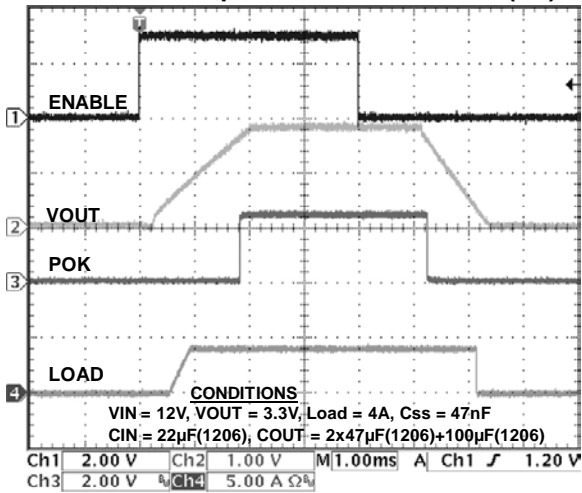 T
ENABLE
1
VOUT
2
POK
3
LOAD
4
CONDITIONS
VIN = 12V, VOUT = 3.3V, Load = 4A, Css = 47nF
CIN = 22µF(1206), COUT = 2x47µF(1206)+100µF(1206)
Ch1 2.00 V Ch2 1.00 V M 1.00ms A Ch1 ƒ 1.20 V
Ch3 2.00 V Ch4 5.00 A Ω